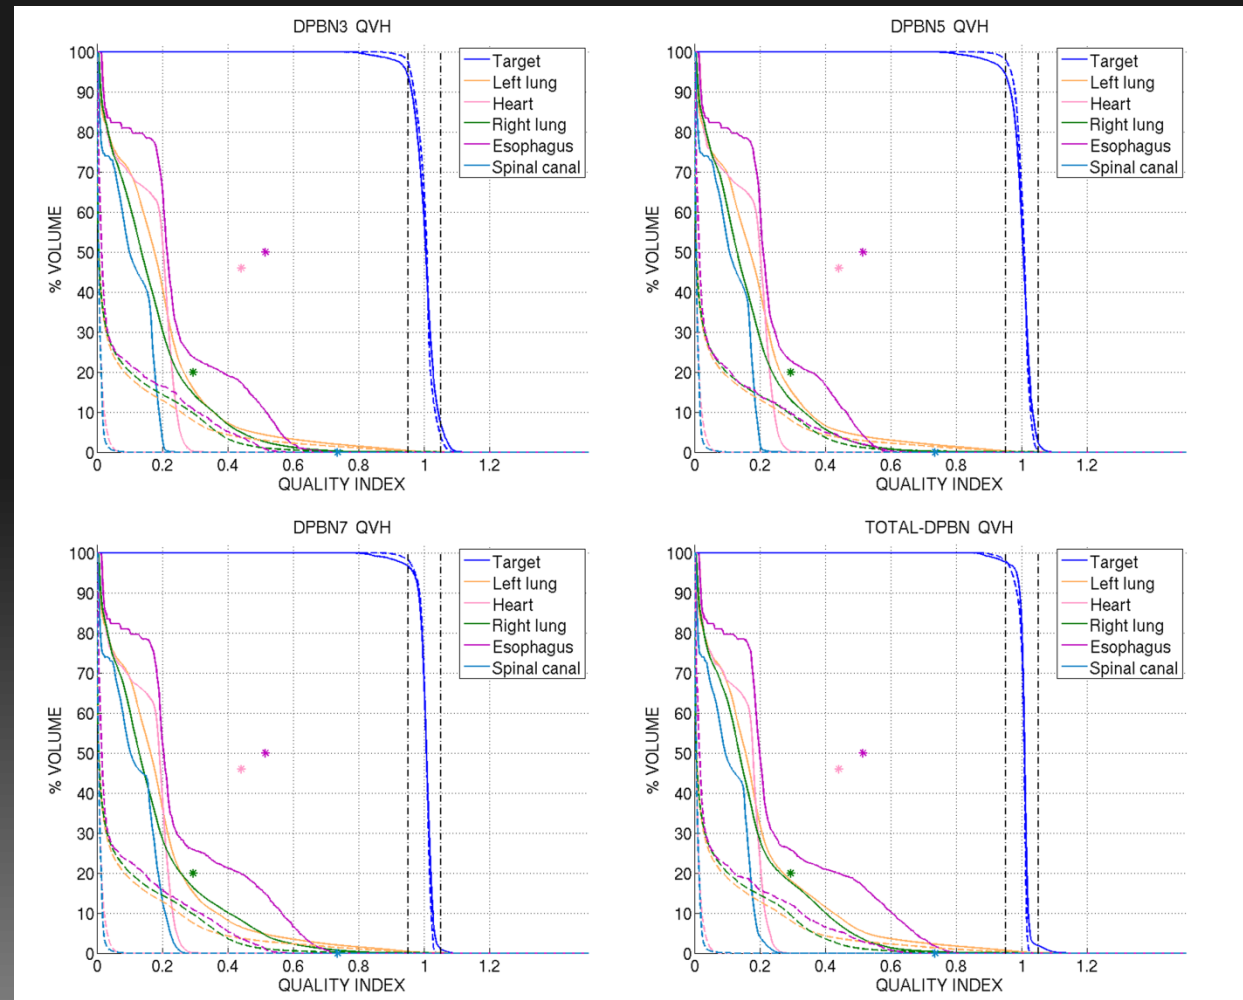 DPBN3 QVH
100
90
80
70
60
50
40
30
20
10
0
% VOLUME
Target
Left lung
Heart
Right lung
Esophagus
Spinal canal
0 0.2 0.4 0.6 0.8 1 1.2
QUALITY INDEX
DPBN5 QVH
100
90
80
70
60
50
40
30
20
10
0
% VOLUME
Target
Left lung
Heart
Right lung
Esophagus
Spinal canal
0 0.2 0.4 0.6 0.8 1 1.2
QUALITY INDEX
DPBN7 QVH
100
90
80
70
60
50
40
30
20
10
0
% VOLUME
Target
Left lung
Heart
Right lung
Esophagus
Spinal canal
0 0.2 0.4 0.6 0.8 1 1.2
QUALITY INDEX
TOTAL-DPBN QVH
100
90
80
70
60
50
40
30
20
10
0
% VOLUME
Target
Left lung
Heart
Right lung
Esophagus
Spinal canal
0 0.2 0.4 0.6 0.8 1 1.2
QUALITY INDEX